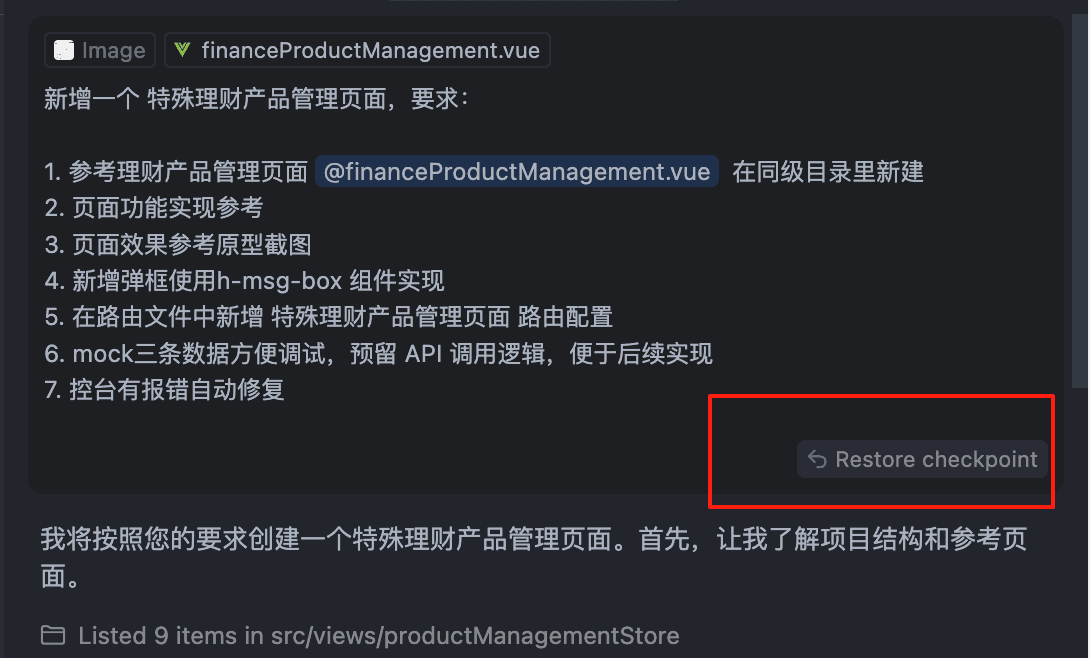 Image financeProductManagement.vue
新增一个 特殊理财产品管理页面，要求：
1. 参考理财产品管理页面 @financeProductManagement.vue 在同级目录里新建
2. 页面功能实现参考
3. 页面效果参考原型截图
4. 新增弹框使用h-msg-box 组件实现
5. 在路由文件中新增 特殊理财产品管理页面 路由配置
6. mock三条数据方便调试，预留 API 调用逻辑，便于后续实现
7. 控台有报错自动修复
Restore checkpoint
我将按照您的要求创建一个特殊理财产品管理页面。首先，让我了解项目结构和参考页
面。
Listed 9 items in src/views/productManagementStore